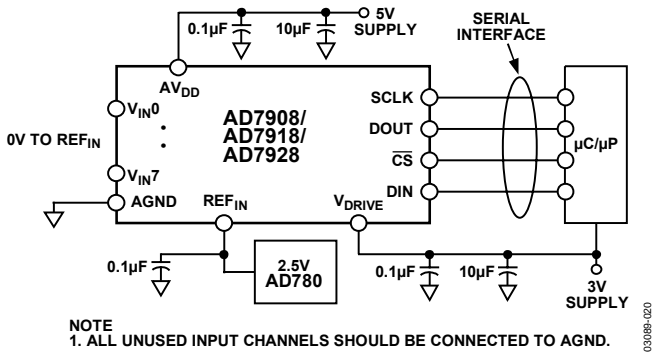 0.1µF
10µF
5V
SUPPLY
SERIAL
INTERFACE
AVDD
VIN0
AD7908/
AD7918/
AD7928
SCLK
DOUT
CS
DIN
µC/µP
0V TO REFIN
VIN7
AGND
REFIN
VDRIVE
0.1µF
2.5V
AD780
0.1µF
10µF
3V
SUPPLY
NOTE
1. ALL UNUSED INPUT CHANNELS SHOULD BE CONNECTED TO AGND.
03089-020